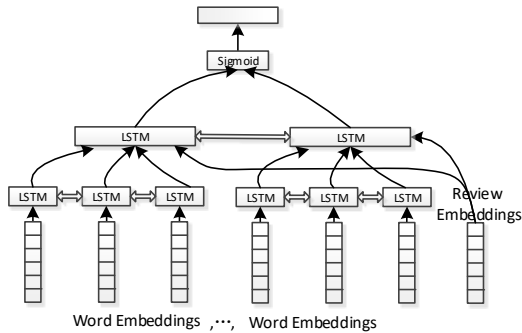 Sigmoid
LSTM LSTM
LSTM LSTM LSTM LSTM LSTM LSTM
Review
Embeddings
Word Embeddings ,..., Word Embeddings